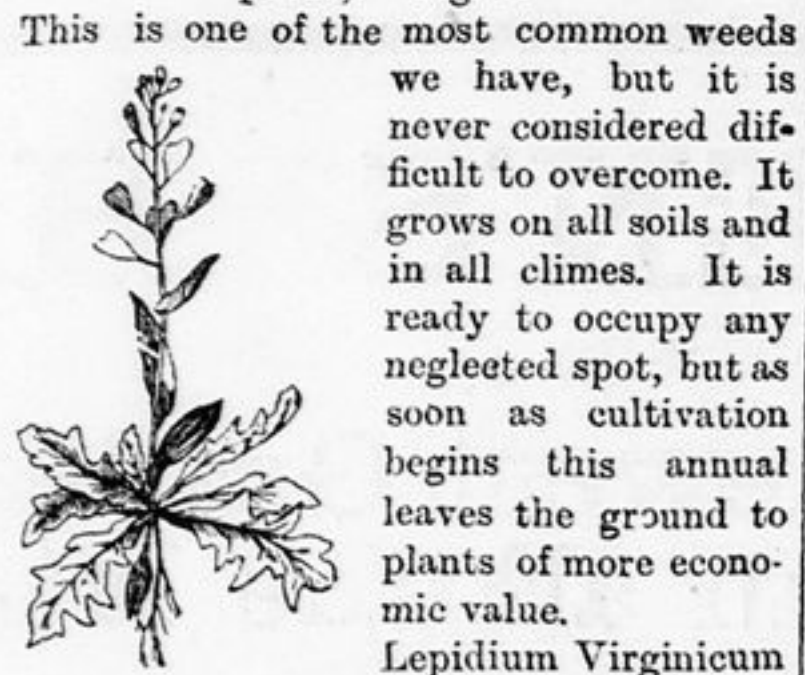 This is one of the most common weeds
we have, but it is
never considered dif-
ficult to overcome. It
grows on all soils and
in all climes. It is
ready to occupy any
neglected spot, but as
soon as cultivation
begins this annual
leaves the ground to
plants of more econo-
mic value.
Lepidium Virginicum